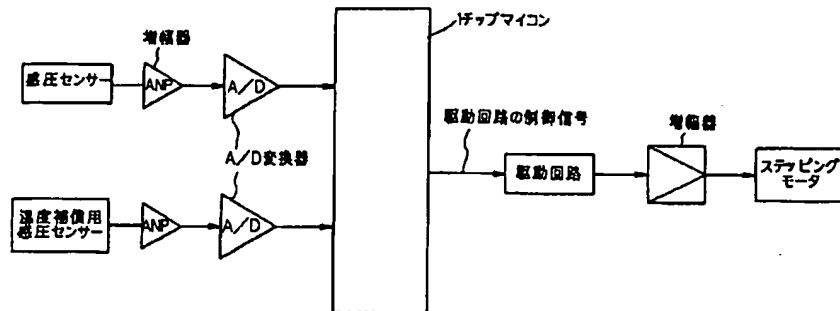 増幅器
1チップマイコン
感圧センサー
ANP
A/D
駆動回路の制御信号
増幅器
A/D変換器
駆動回路
ステッピング
モータ
温度補償用
感圧センサー
ANP
A/D